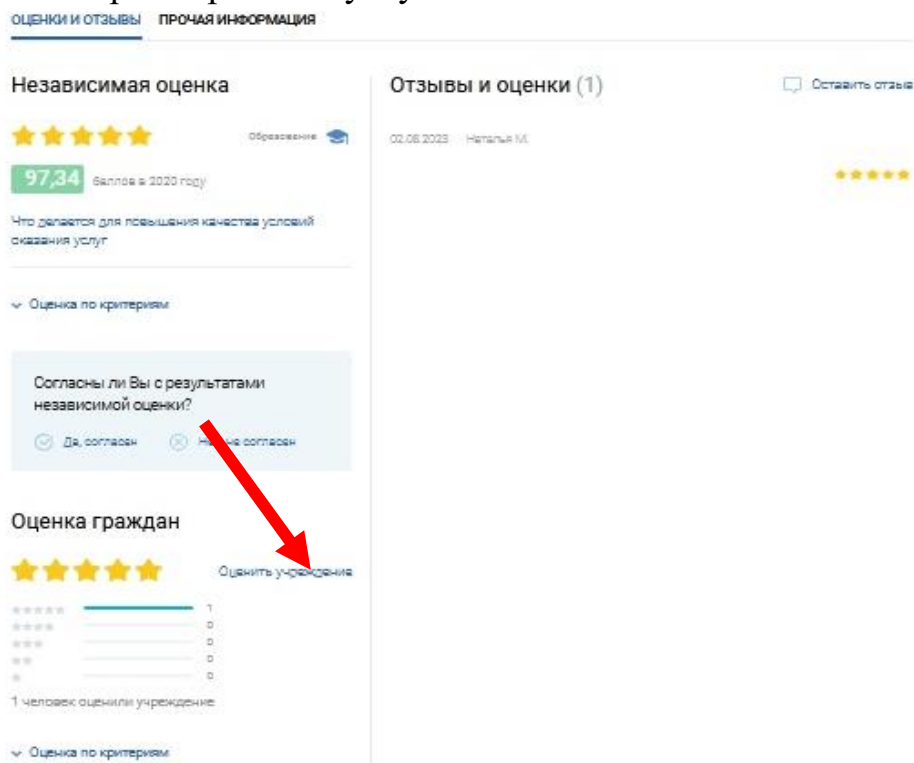 ОЦЕНКИ И ОТЗЫВЫ ПРОЧАЯ ИНФОРМАЦИЯ
Независимая оценка
Образование
97,34 баллов в 2020 году
Что делается для повышения качества условий
оказания услуг
Оценка по критериям
Согласны ли Вы с результатами
независимой оценки?
Да, согласен
не согласен
Оценка граждан
Оценить учреждение
1
0
0
0
0
1 человек оценили учреждение
Оценка по критериям
Отзывы и оценки (1)
Оставить отзыв
02.08.2023 Наталья М.